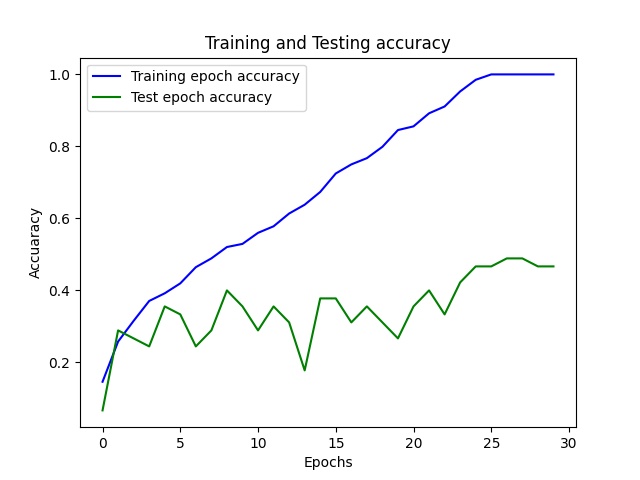 Training and Testing accuracy
Training epoch accuracy
Test epoch accuracy
Accuaracy
1.0
0.8
0.6
0.4
0.2
0 5 10 15 20 25 30
Epochs